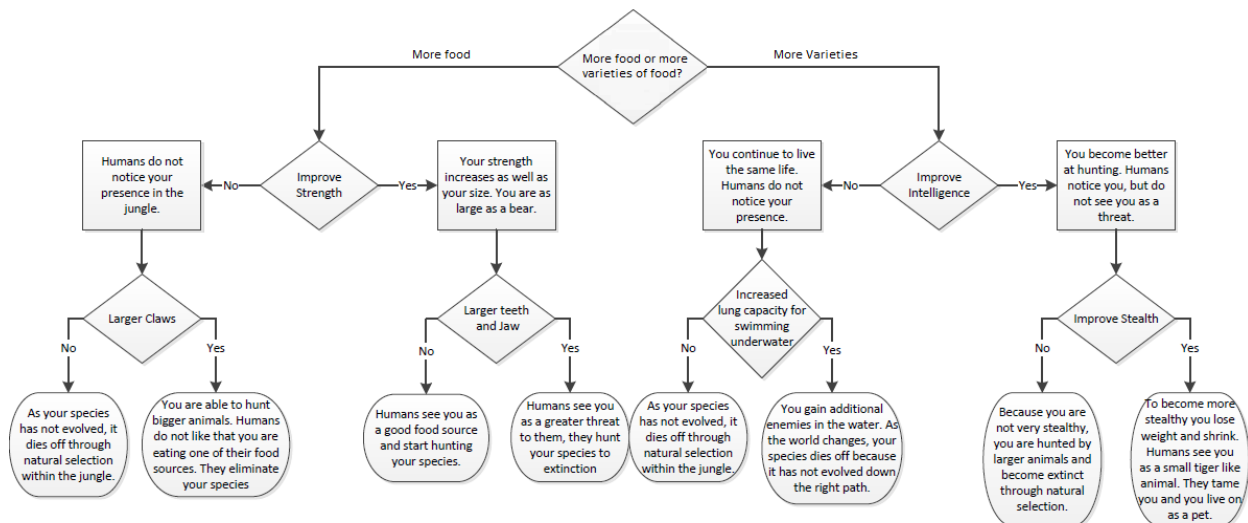 More food
More food or more
varieties of food?
More Varieties
Humans do not
notice your
presence in the
jungle.
No
Improve
Strength
Yes
Your strength
increases as well as
your size. You are as
large as a bear.
You continue to live
the same life.
Humans do not
notice your
presence.
No
Improve
Intelligence
Yes
You become better
at hunting. Humans
notice you, but do
not see you as a
threat.
Larger Claws
No
Yes
Larger teeth
and Jaw
No
Yes
Increased
lung capacity for
swimming
underwater
No
Yes
Improve Stealth
No
Yes
As your species
has not evolved, it
dies off through
natural selection
within the jungle.
You are able to hunt
bigger animals. Humans
do not like that you are
eating one of their food
sources. They eliminate
your species
Humans see you as
a good food source
and start hunting
your species.
Humans see you
as a greater threat
to them, they hunt
your species to
extinction
As your species
has not evolved, it
dies off through
natural selection
within the jungle.
You gain additional
enemies in the water. As
the world changes, your
species dies off because
it has not evolved down
the right path.
Because you are
not very stealthy,
you are hunted by
larger animals and
become extinct
through natural
selection.
To become more
stealthy you lose
weight and shrink.
Humans see you
as a small tiger like
animal. They tame
you and you live on
as a pet.